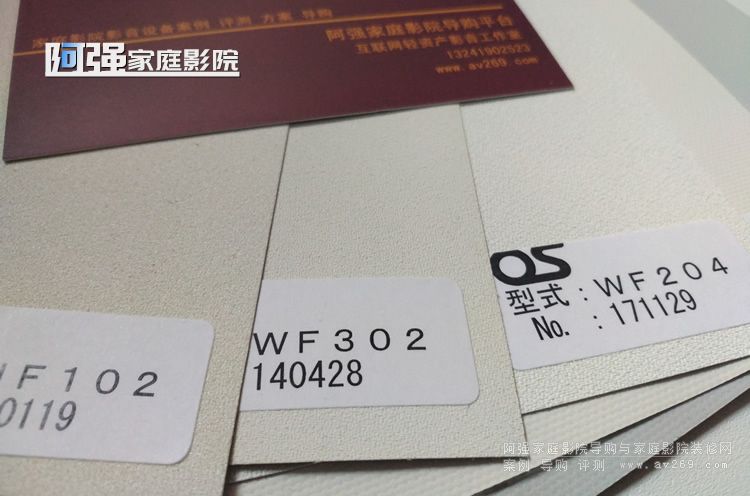 家庭影院影音设备案例 评测 方案 导购
阿强家庭影院导购平台
互联网轻资产影音工作室
13241902523
www.av269.com
阿强家庭影院
OS
型式：WF204
No. ：171129
WF302
140428
WF102
0119
阿强家庭影院导购与家庭影院装修网
案例 导购 评测 www.av269.com